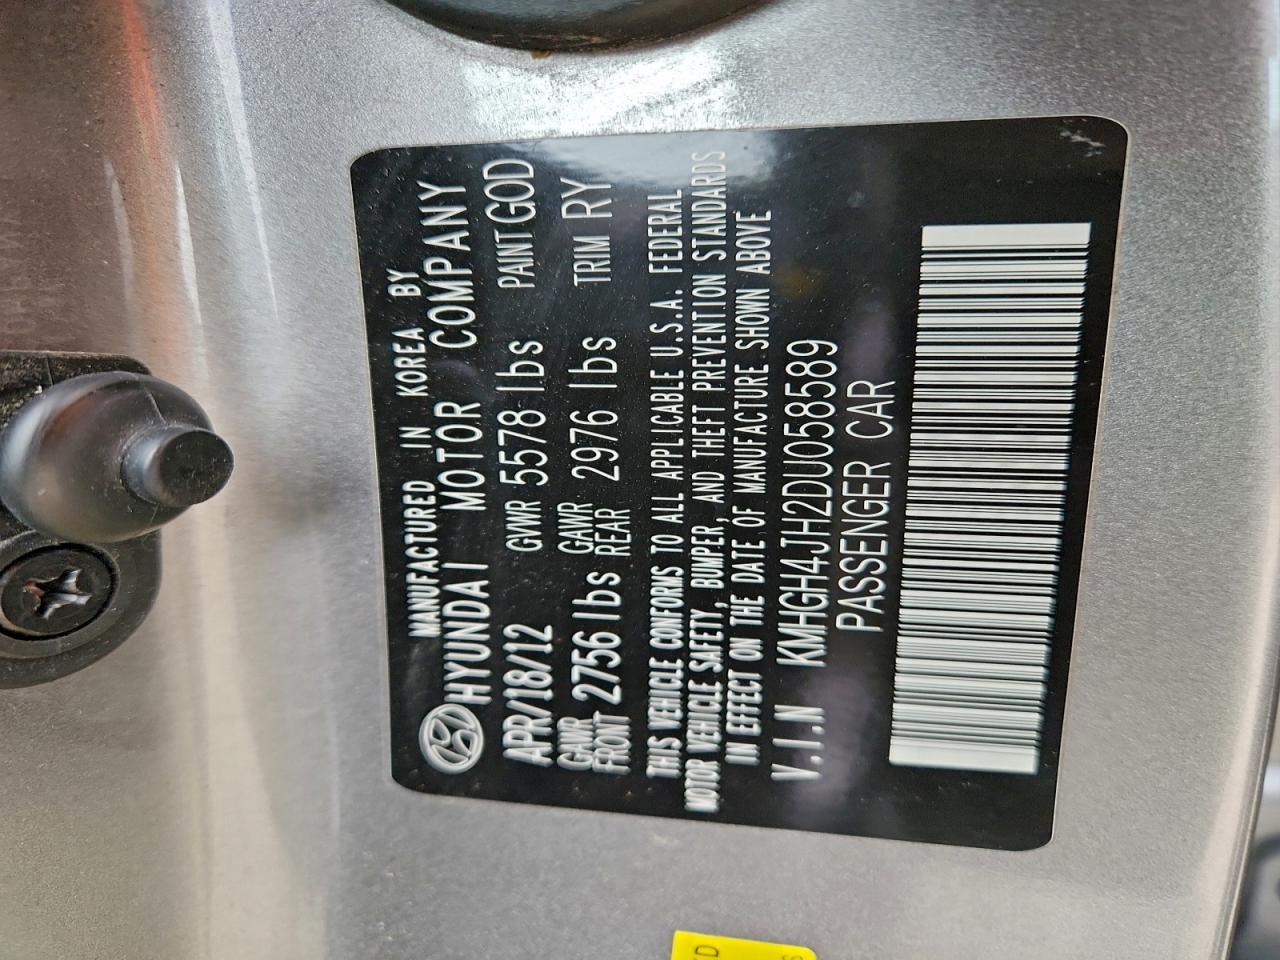 MANUFACTURED IN KOREA BY
HYUNDAI MOTOR COMPANY
APR/18/12 GVWR 5578 lbs PAINT GOD
GAWR FRONT 2756 lbs GAWR REAR 2976 lbs TRIM RY
THIS VEHICLE CONFORMS TO ALL APPLICABLE U.S.A. FEDERAL
MOTOR VEHICLE SAFETY, BUMPER, AND THEFT PREVENTION STANDARDS
IN EFFECT ON THE DATE OF MANUFACTURE SHOWN ABOVE
V.I.N KMHGH4JH2DU058589
PASSENGER CAR